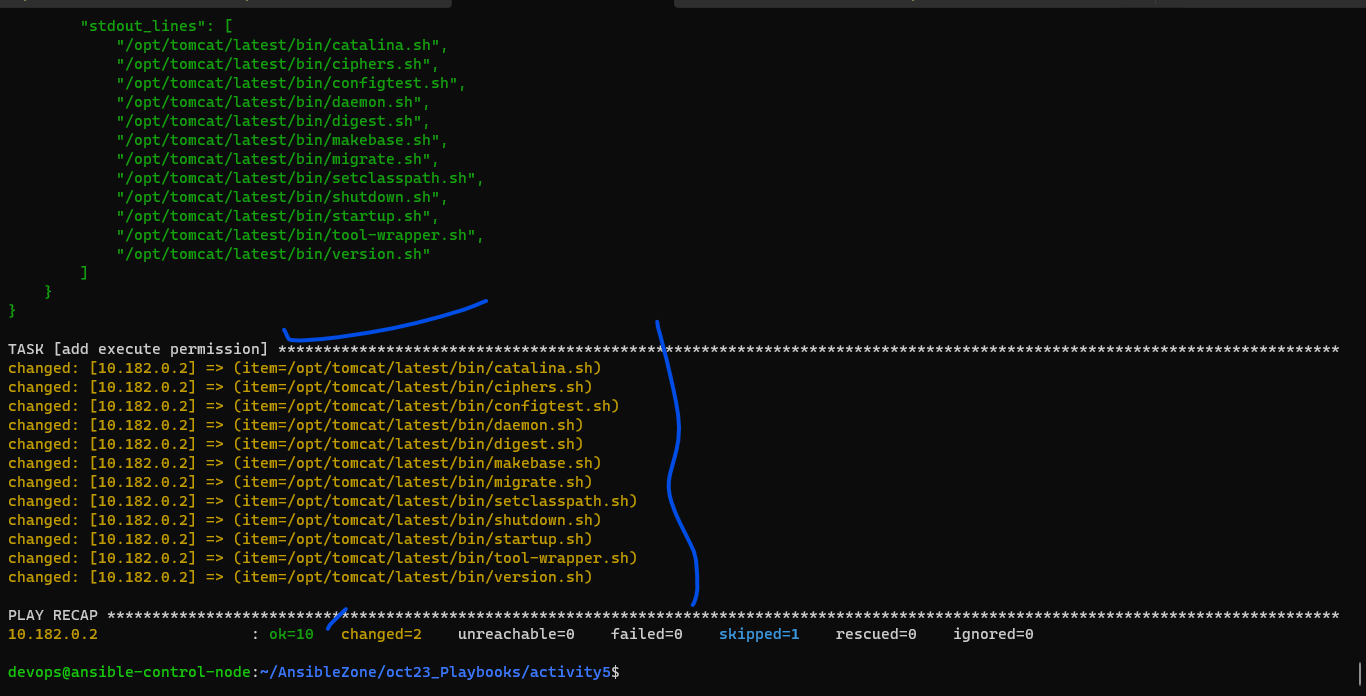 "stdout_lines": [
"/opt/tomcat/latest/bin/catalina.sh",
"/opt/tomcat/latest/bin/ciphers.sh",
"/opt/tomcat/latest/bin/configtest.sh",
"/opt/tomcat/latest/bin/daemon.sh",
"/opt/tomcat/latest/bin/digest.sh",
"/opt/tomcat/latest/bin/makebase.sh",
"/opt/tomcat/latest/bin/migrate.sh",
"/opt/tomcat/latest/bin/setclasspath.sh",
"/opt/tomcat/latest/bin/shutdown.sh",
"/opt/tomcat/latest/bin/startup.sh",
"/opt/tomcat/latest/bin/tool-wrapper.sh",
"/opt/tomcat/latest/bin/version.sh"
]
}
}
TASK [add execute permission] **********************************************************************************************************************
changed: [10.182.0.2] => (item=/opt/tomcat/latest/bin/catalina.sh)
changed: [10.182.0.2] => (item=/opt/tomcat/latest/bin/ciphers.sh)
changed: [10.182.0.2] => (item=/opt/tomcat/latest/bin/configtest.sh)
changed: [10.182.0.2] => (item=/opt/tomcat/latest/bin/daemon.sh)
changed: [10.182.0.2] => (item=/opt/tomcat/latest/bin/digest.sh)
changed: [10.182.0.2] => (item=/opt/tomcat/latest/bin/makebase.sh)
changed: [10.182.0.2] => (item=/opt/tomcat/latest/bin/migrate.sh)
changed: [10.182.0.2] => (item=/opt/tomcat/latest/bin/setclasspath.sh)
changed: [10.182.0.2] => (item=/opt/tomcat/latest/bin/shutdown.sh)
changed: [10.182.0.2] => (item=/opt/tomcat/latest/bin/startup.sh)
changed: [10.182.0.2] => (item=/opt/tomcat/latest/bin/tool-wrapper.sh)
changed: [10.182.0.2] => (item=/opt/tomcat/latest/bin/version.sh)
PLAY RECAP *****************************************************************************************************************************************
10.182.0.2 : ok=10 changed=2 unreachable=0 failed=0 skipped=1 rescued=0 ignored=0
devops@ansible-control-node:~/AnsibleZone/oct23_Playbooks/activity5$